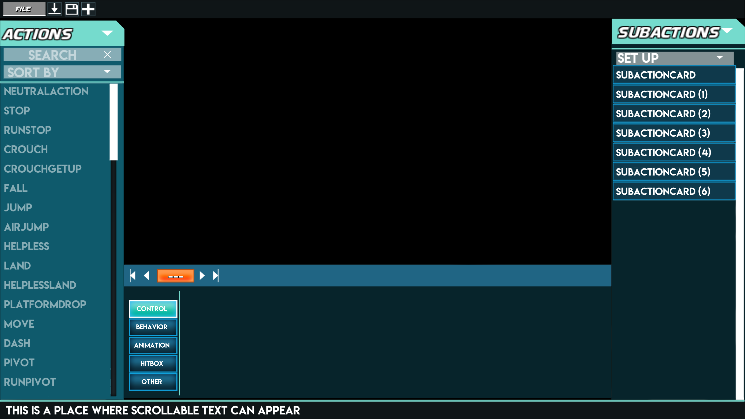 FILE
ACTIONS
SEARCH
SORT BY
NEUTRALACTION
STOP
RUNSTOP
CROUCH
CROUCHGETUP
FALL
JUMP
AIRJUMP
HELPLESS
LAND
HELPLESSLAND
PLATFORMDROP
MOVE
DASH
PIVOT
RUNPIVOT
---
CONTROL
BEHAVIOR
ANIMATION
HITBOX
OTHER
SUBACTIONS
SET UP
SUBACTIONCARD
SUBACTIONCARD (1)
SUBACTIONCARD (2)
SUBACTIONCARD (3)
SUBACTIONCARD (4)
SUBACTIONCARD (5)
SUBACTIONCARD (6)
THIS IS A PLACE WHERE SCROLLABLE TEXT CAN APPEAR